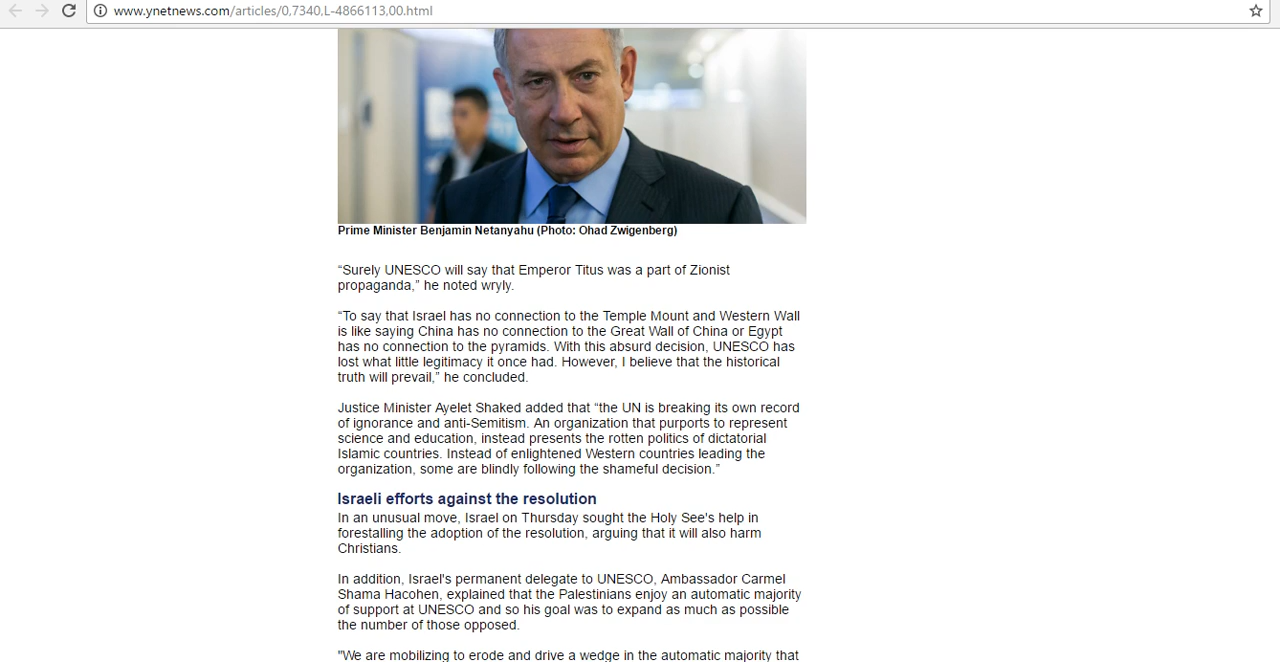 www.ynetnews.com/articles/0,7340,L-4866113,00.html
Prime Minister Benjamin Netanyahu (Photo: Ohad Zwigenberg)
“Surely UNESCO will say that Emperor Titus was a part of Zionist
propaganda,” he noted wryly.
“To say that Israel has no connection to the Temple Mount and Western Wall
is like saying China has no connection to the Great Wall of China or Egypt
has no connection to the pyramids. With this absurd decision, UNESCO has
lost what little legitimacy it once had. However, I believe that the historical
truth will prevail,” he concluded.
Justice Minister Ayelet Shaked added that “the UN is breaking its own record
of ignorance and anti-Semitism. An organization that purports to represent
science and education, instead presents the rotten politics of dictatorial
Islamic countries. Instead of enlightened Western countries leading the
organization, some are blindly following the shameful decision.”
Israeli efforts against the resolution
In an unusual move, Israel on Thursday sought the Holy See's help in
forestalling the adoption of the resolution, arguing that it will also harm
Christians.
In addition, Israel's permanent delegate to UNESCO, Ambassador Carmel
Shama Hacohen, explained that the Palestinians enjoy an automatic majority
of support at UNESCO and so his goal was to expand as much as possible
the number of those opposed.
"We are mobilizing to erode and drive a wedge in the automatic majority that